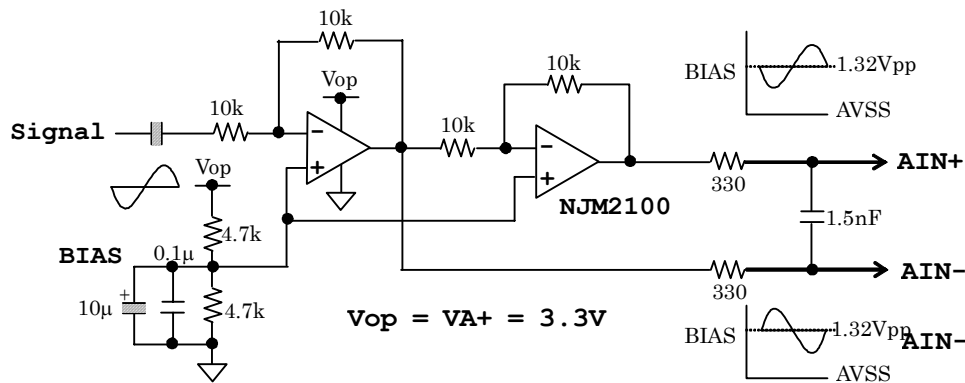 10k
Vop
10k
Signal
Vop
4.7k
BIAS
0.1µ
10µ
+
4.7k
−
+
10k
10k
−
+
NJM2100
Vop = VA+ = 3.3V
BIAS
1.32Vpp
AVSS
330
AIN+
1.5nF
330
AIN−
BIAS
1.32Vpp
AIN−
AVSS